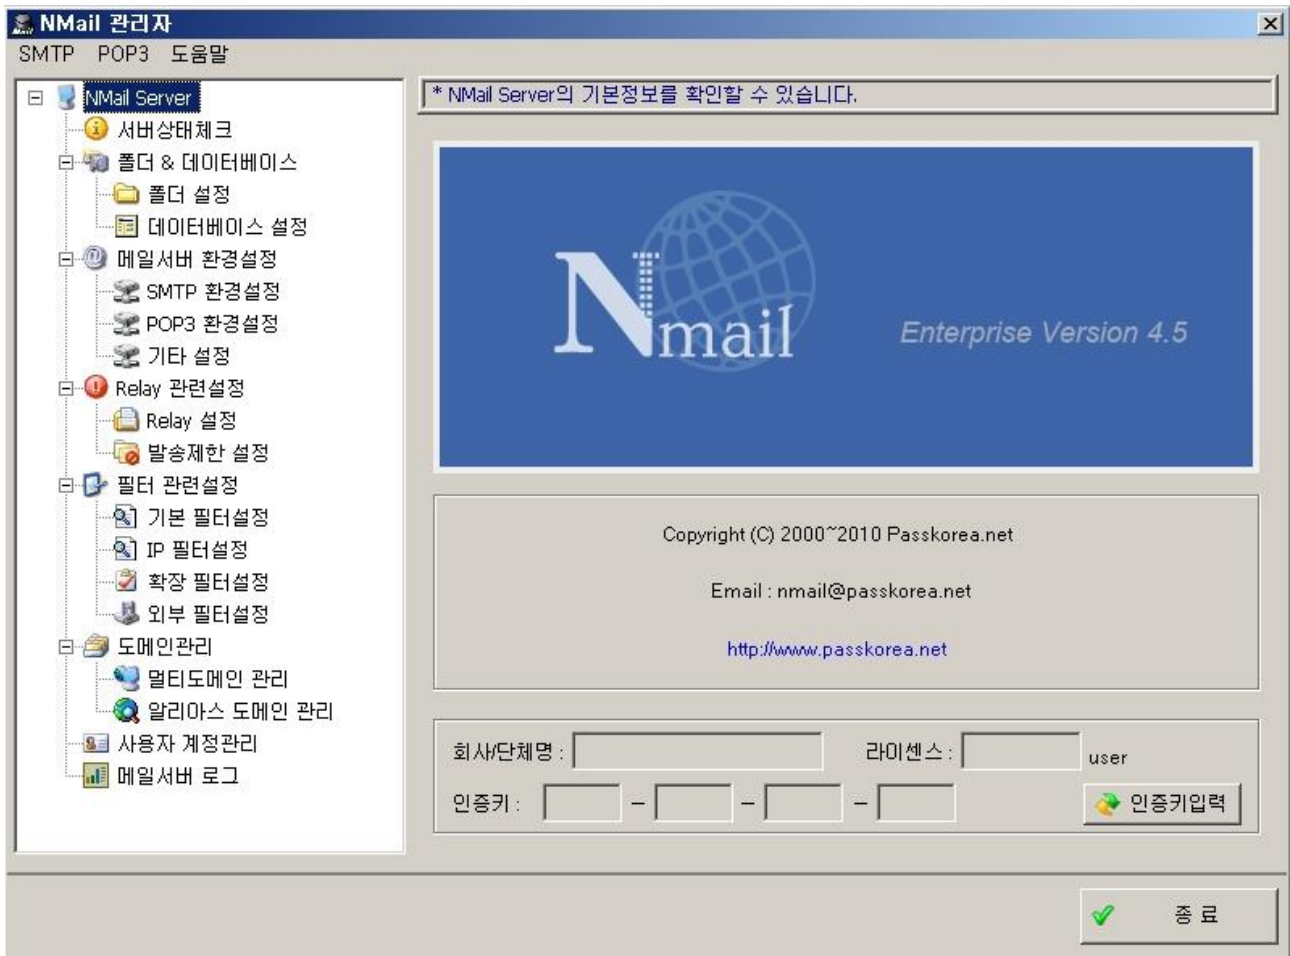 NMail 관리자
SMTP POP3 도움말
NMail Server
서버상태체크
폴더 & 데이터베이스
폴더 설정
데이터베이스 설정
메일서버 환경설정
SMTP 환경설정
POP3 환경설정
기타 설정
Relay 관련설정
Relay 설정
발송제한 설정
필터 관련설정
기본 필터설정
IP 필터설정
확장 필터설정
외부 필터설정
도메인관리
멀티도메인 관리
알리아스 도메인 관리
사용자 계정관리
메일서버 로그
* NMail Server의 기본정보를 확인할 수 있습니다.
Nmail
Enterprise Version 4.5
Copyright (C) 2000~2010 Passkorea.net
Email : nmail@passkorea.net
http://www.passkorea.net
회사/단체명 : 라이센스 : user
인증키 : – – – 인증키입력
종 료